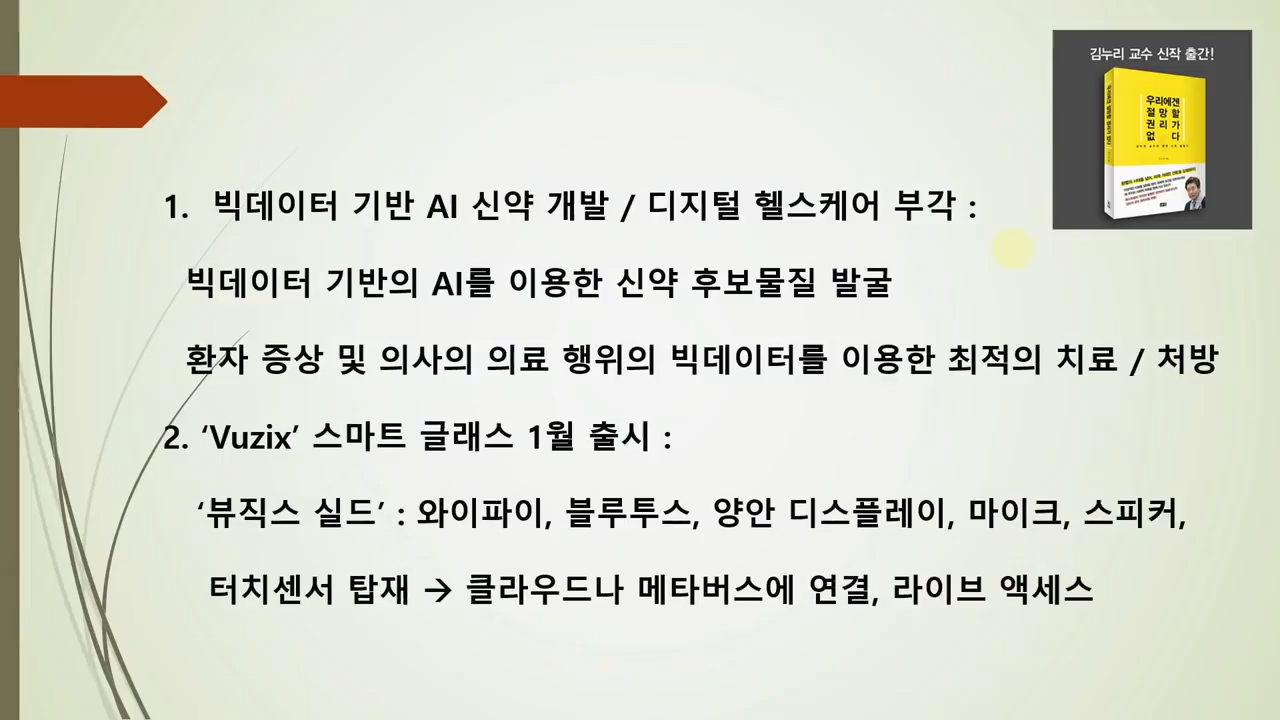 김누리 교수 신작 출간!
우리에겐
절망할
권리가
없다
1. 빅데이터 기반 AI 신약 개발 / 디지털 헬스케어 부각 :
빅데이터 기반의 AI를 이용한 신약 후보물질 발굴
환자 증상 및 의사의 의료 행위의 빅데이터를 이용한 최적의 치료 / 처방
2. ‘Vuzix’ 스마트 글래스 1월 출시 :
‘뷰직스 실드’ : 와이파이, 블루투스, 양안 디스플레이, 마이크, 스피커,
터치센서 탑재 → 클라우드나 메타버스에 연결, 라이브 액세스